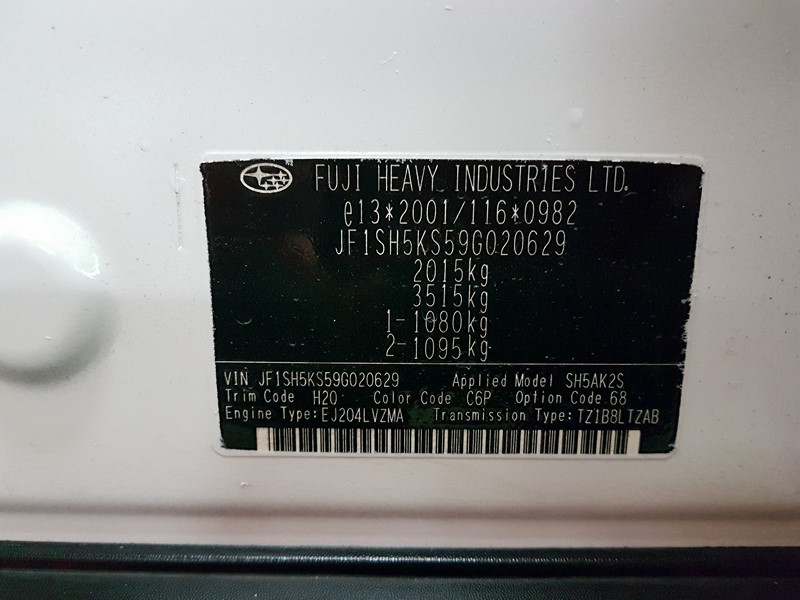 FUJI HEAVY INDUSTRIES LTD.
e13*2001/116*0982
JF1SH5KS59G020629
2015kg
3515kg
1-1080kg
2-1095kg
VIN JF1SH5KS59G020629 Applied Model SH5AK2S
Trim Code H20 Color Code C6P Option Code 68
Engine Type:EJ204LVZMA Transmission Type:TZ1B8LTZAB